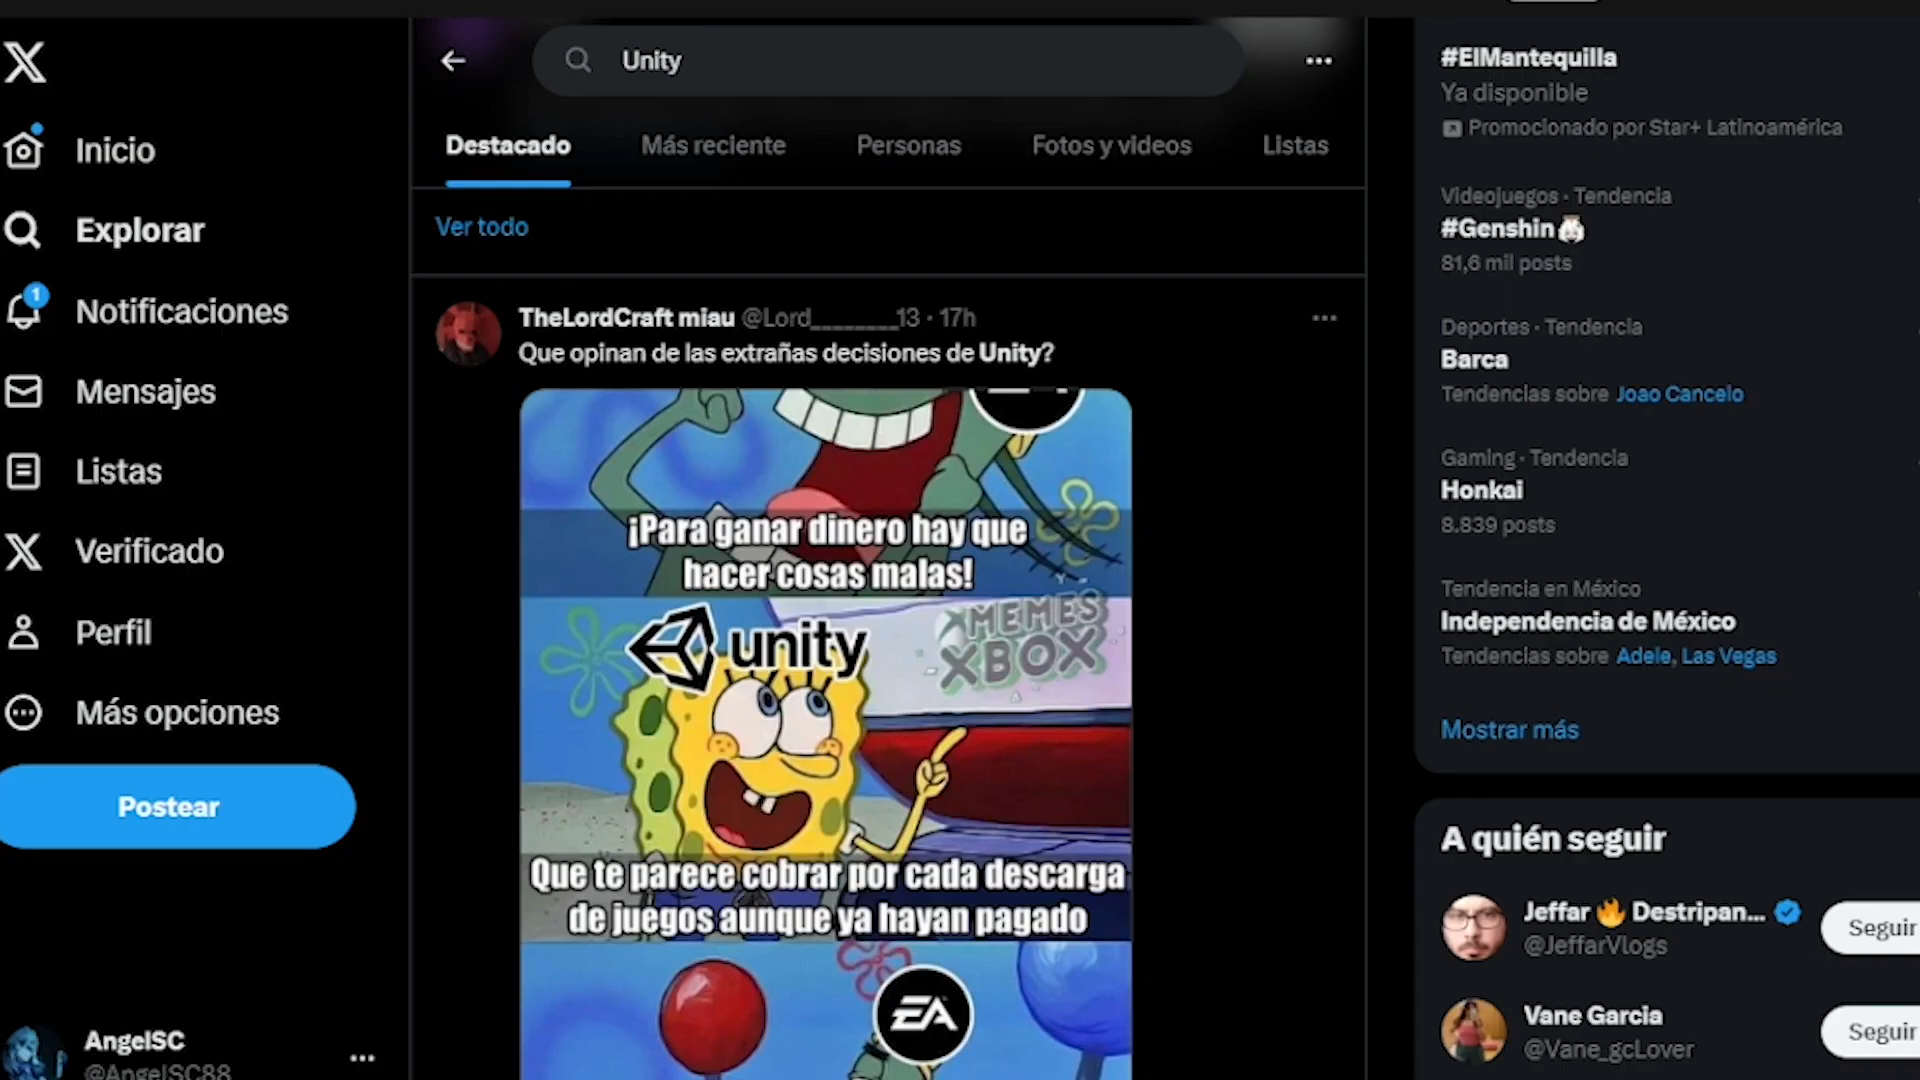 Inicio
Explorar
1
Notificaciones
Mensajes
Listas
Verificado
Perfil
Más opciones
Postear
AngelSC
@AngelSC88
Unity
Destacado
Más reciente
Personas
Fotos y videos
Listas
Ver todo
TheLordCraft miau @Lord________13 · 17h
Que opinan de las extrañas decisiones de Unity?
¡Para ganar dinero hay que
hacer cosas malas!
unity
XMEMES
XBOX
Que te parece cobrar por cada descarga
de juegos aunque ya hayan pagado
EA
#ElMantequilla
Ya disponible
Promocionado por Star+ Latinoamérica
Videojuegos · Tendencia
#Genshin
81,6 mil posts
Deportes · Tendencia
Barca
Tendencias sobre Joao Cancelo
Gaming · Tendencia
Honkai
8.839 posts
Tendencia en México
Independencia de México
Tendencias sobre Adele, Las Vegas
Mostrar más
A quién seguir
Jeffar 🔥 Destripan...
@JeffarVlogs
Seguir
Vane Garcia
@Vane_gcLover
Seguir